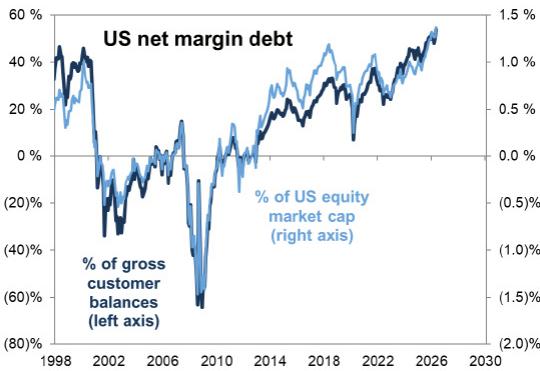 US net margin debt
60 %
40 %
20 %
0 %
(20)%
(40)%
(60)%
(80)%
1.5 %
1.0 %
0.5 %
0.0 %
(0.5)%
(1.0)%
(1.5)%
(2.0)%
% of US equity
market cap
(right axis)
% of gross
customer
balances
(left axis)
1998 2002 2006 2010 2014 2018 2022 2026 2030